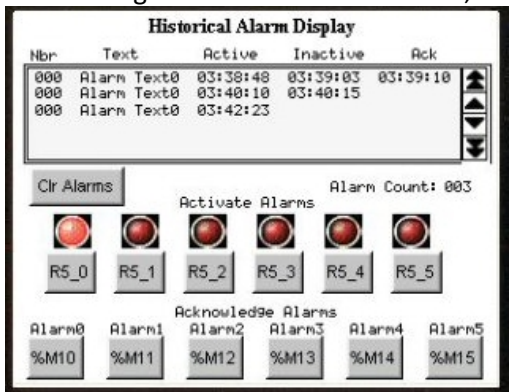 Historical Alarm Display
Nbr Text Active Inactive Ack
000 Alarm Text0 03:38:48 03:39:03 03:39:10
000 Alarm Text0 03:40:10 03:40:15
000 Alarm Text0 03:42:23
Clr Alarms
Alarm Count: 003
Activate Alarms
R5_0 R5_1 R5_2 R5_3 R5_4 R5_5
Acknowledge Alarms
Alarm0 Alarm1 Alarm2 Alarm3 Alarm4 Alarm5
%M10 %M11 %M12 %M13 %M14 %M15